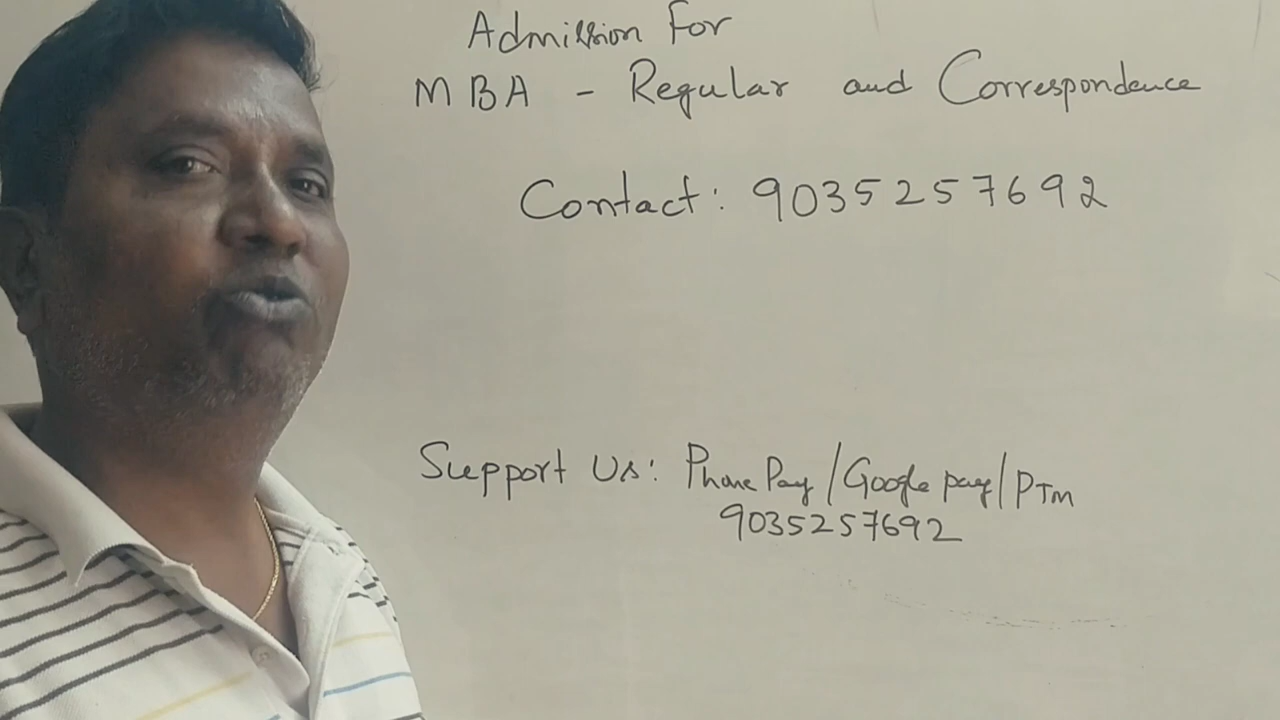 Admission For
MBA - Regular and Correspondence
Contact: 9035257692
Support Us: Phone Pay/Google pay/PTm
9035257692